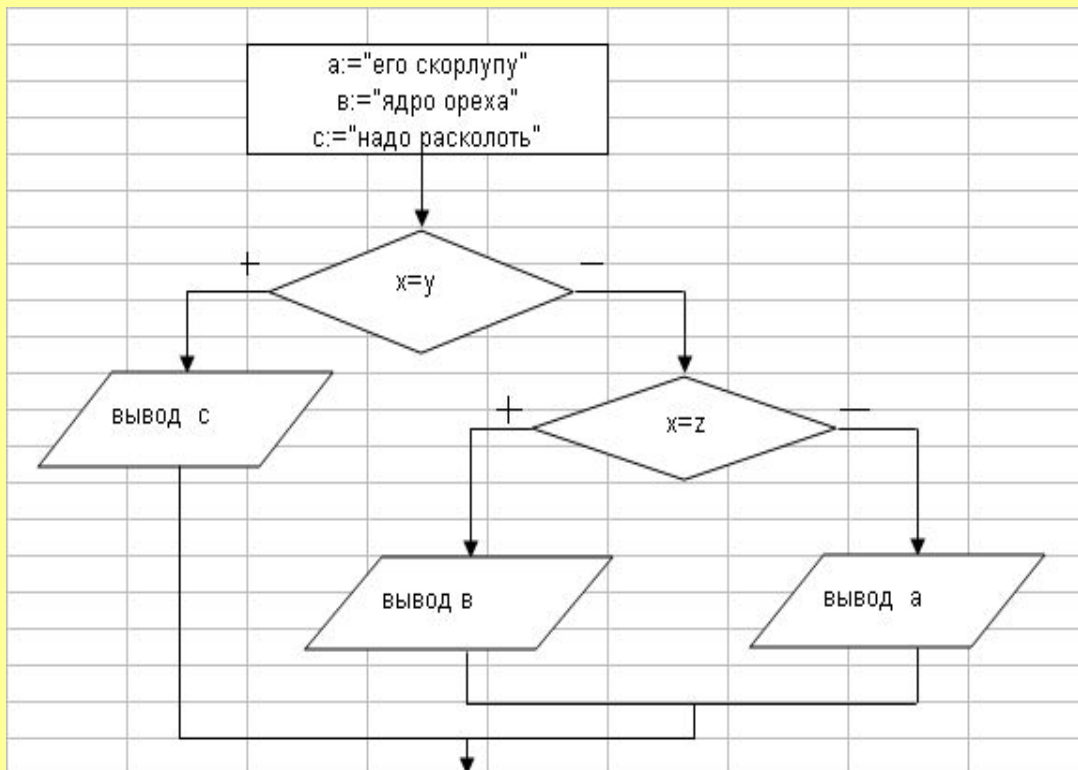 а:="его скорлупу"
в:="ядро ореха"
с:="надо расколоть"
+
x=y
—
вывод с
+
x=z
—
вывод в
вывод а